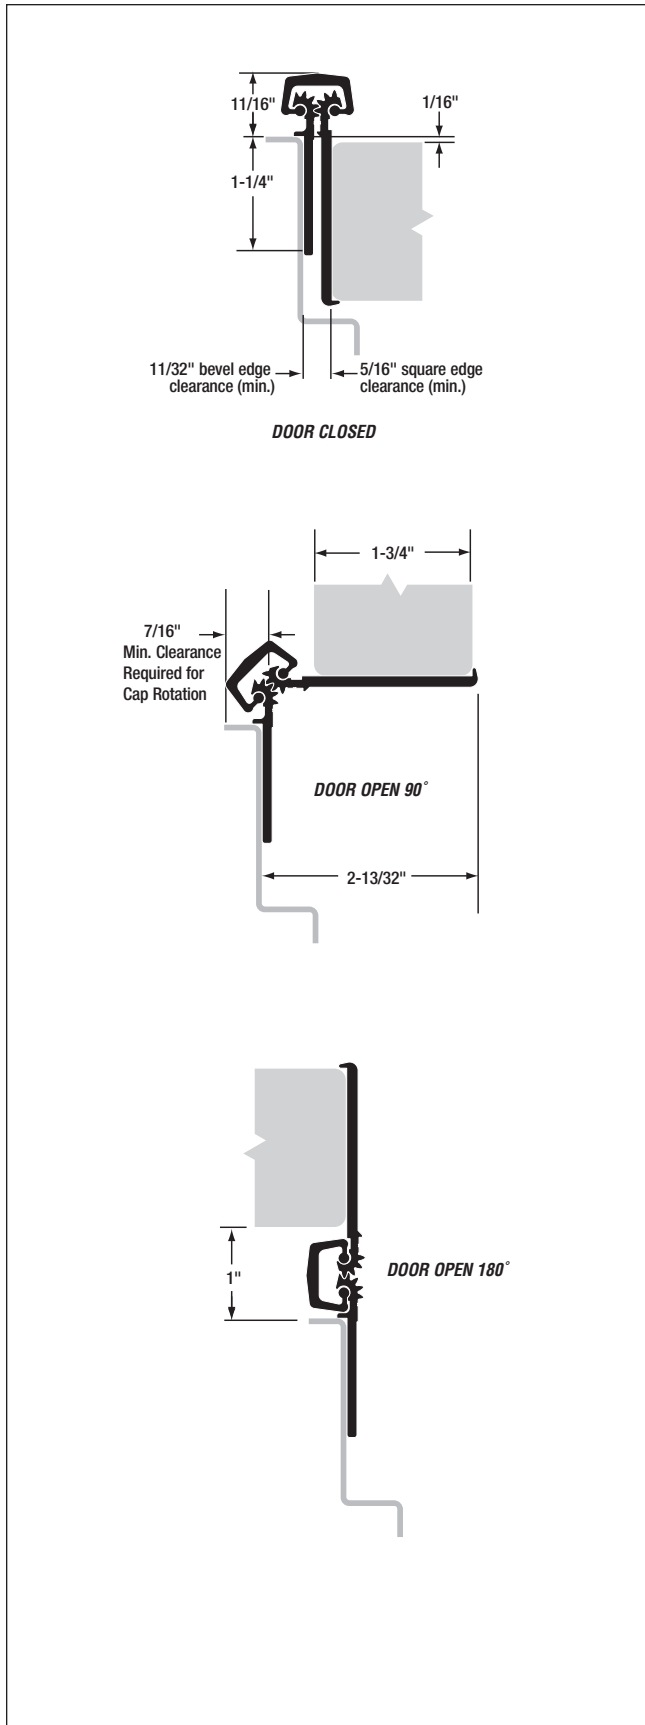 11/16"
1/16"
1-1/4"
11/32" bevel edge
clearance (min.)
5/16" square edge
clearance (min.)
DOOR CLOSED
1-3/4"
7/16"
Min. Clearance
Required for
Cap Rotation
DOOR OPEN 90°
2-13/32"
1"
DOOR OPEN 180°